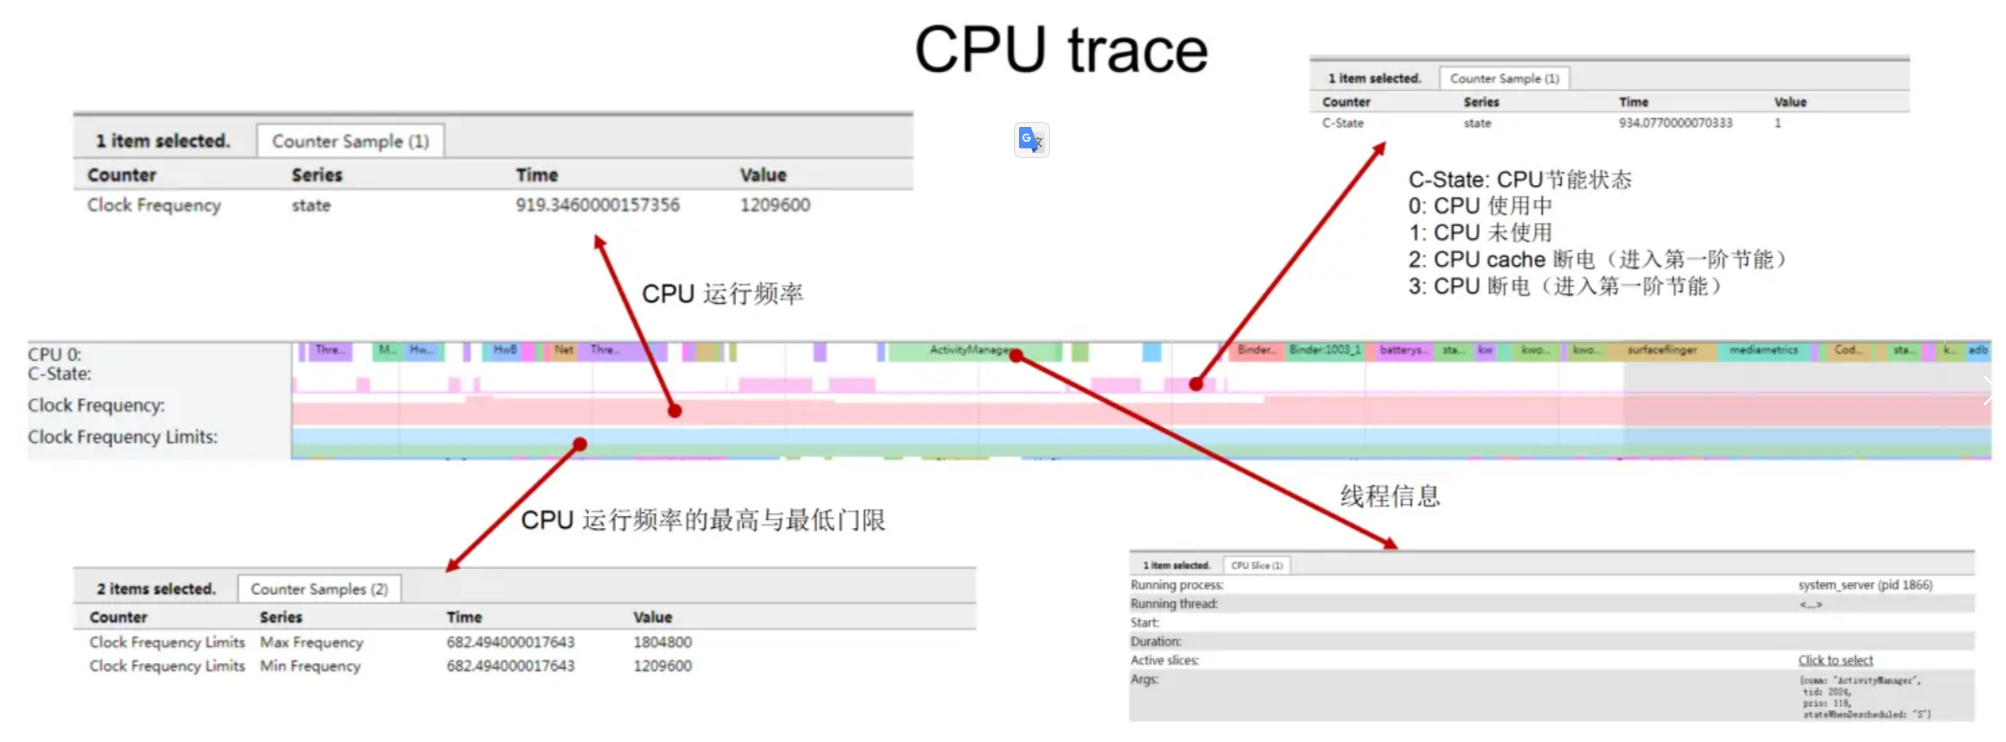 CPU trace
1 item selected. Counter Sample (1)
Counter Series Time Value
Clock Frequency state 919.3460000157356 1209600
1 item selected. Counter Sample (1)
Counter Series Time Value
C-State state 934.0770000070333 1
C-State: CPU节能状态
0: CPU 使用中
1: CPU 未使用
2: CPU cache 断电（进入第一阶节能）
3: CPU 断电（进入第一阶节能）
CPU 运行频率
CPU 0: Thre... M... Hw... HwB Net Thre... ActivityManage Binder... Binder:1003_1 batterys... sta... kw kwo... kwo... surfaceflinger mediametrics Cod... sta... k... adb
C-State:
Clock Frequency:
Clock Frequency Limits:
线程信息
CPU 运行频率的最高与最低门限
2 items selected. Counter Samples (2)
Counter Series Time Value
Clock Frequency Limits Max Frequency 682.494000017643 1804800
Clock Frequency Limits Min Frequency 682.494000017643 1209600
1 item selected. CPU Slice (1)
Running process: system_server (pid 1866)
Running thread: <...>
Start:
Duration:
Active slices: Click to select
Args: {comm: "ActivityManager",
tid: 2024,
prio: 118,
stateWhenDescheduled: "S"}